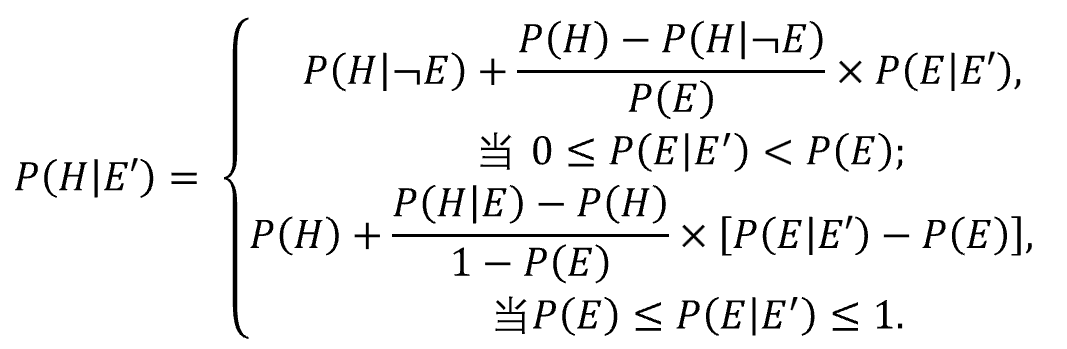 P(H|E′) = { P(H|¬E) + (P(H) − P(H|¬E)) / P(E) × P(E|E′),
当 0 ≤ P(E|E′) < P(E);
P(H) + (P(H|E) − P(H)) / (1 − P(E)) × [P(E|E′) − P(E)],
当P(E) ≤ P(E|E′) ≤ 1.